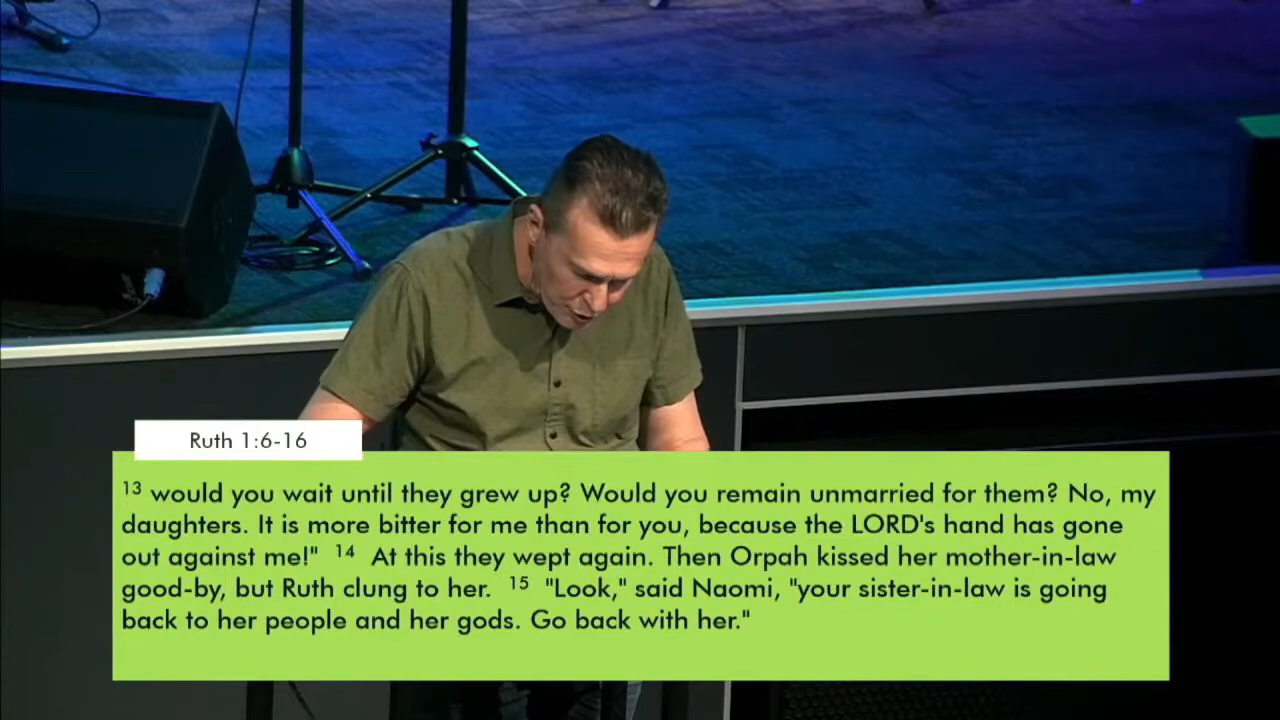 Ruth 1:6-16
13 would you wait until they grew up? Would you remain unmarried for them? No, my
daughters. It is more bitter for me than for you, because the LORD's hand has gone
out against me!" 14 At this they wept again. Then Orpah kissed her mother-in-law
good-by, but Ruth clung to her. 15 "Look," said Naomi, "your sister-in-law is going
back to her people and her gods. Go back with her."